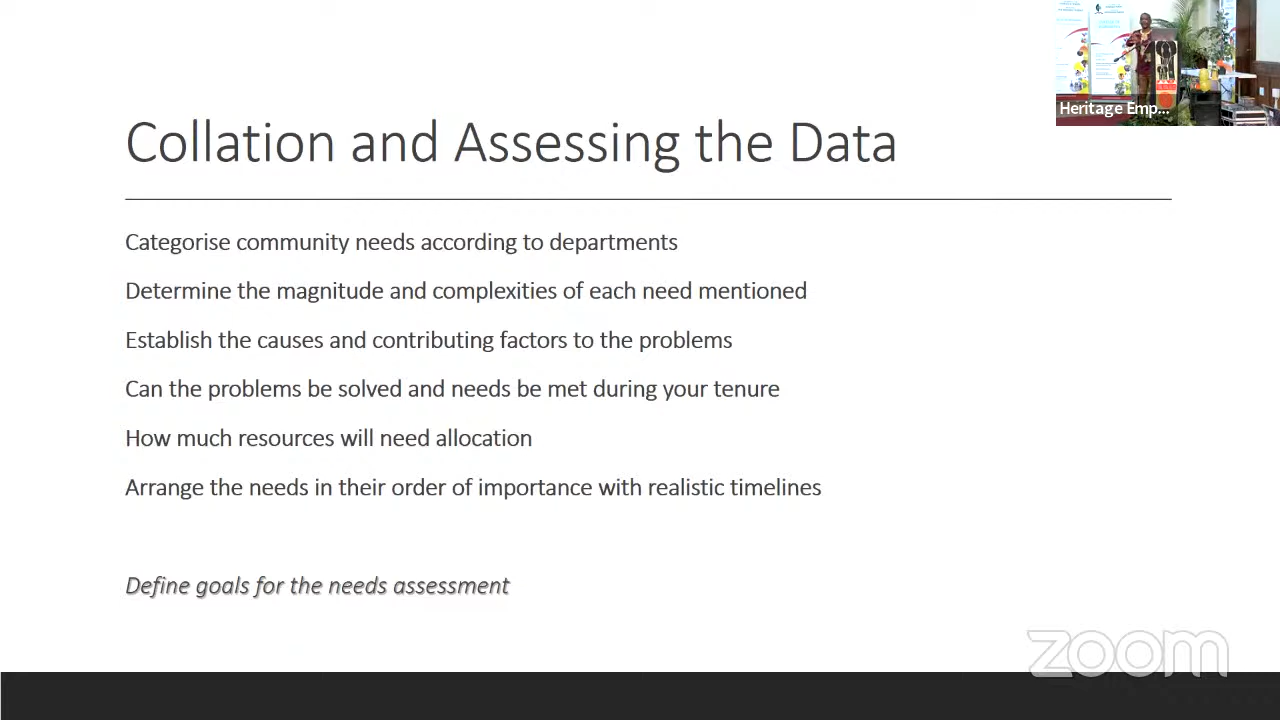 Heritage Emp...
Collation and Assessing the Data
Categorise community needs according to departments
Determine the magnitude and complexities of each need mentioned
Establish the causes and contributing factors to the problems
Can the problems be solved and needs be met during your tenure
How much resources will need allocation
Arrange the needs in their order of importance with realistic timelines
Define goals for the needs assessment
zoom